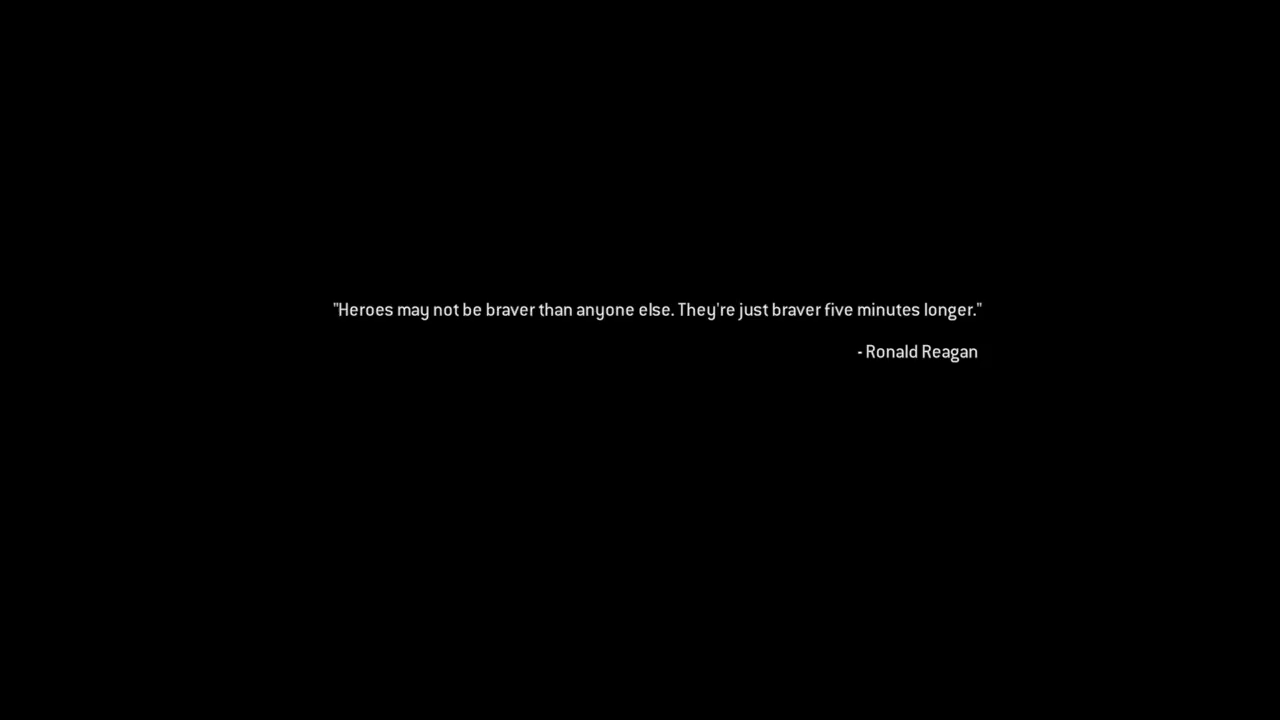 "Heroes may not be braver than anyone else. They're just braver five minutes longer."
- Ronald Reagan